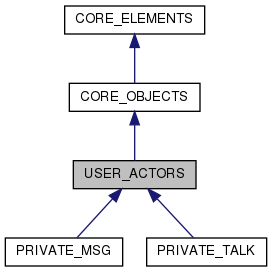 CORE_ELEMENTS
CORE_OBJECTS
USER_ACTORS
PRIVATE_MSG
PRIVATE_TALK